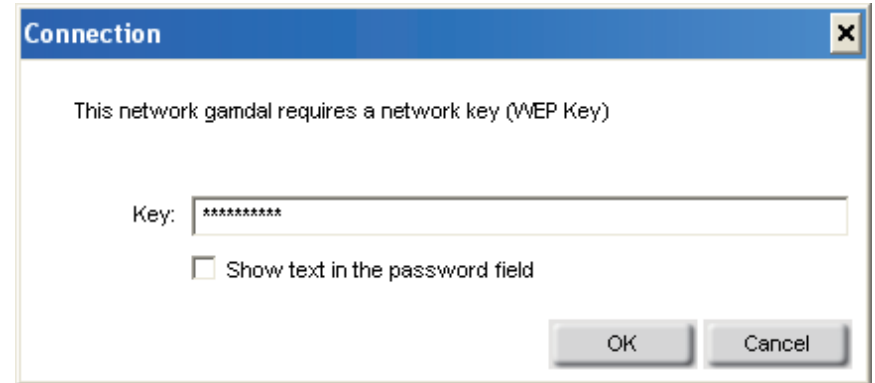 Connection
This network gamdal requires a network key (WEP Key)
Key: **********
Show text in the password field
OK Cancel